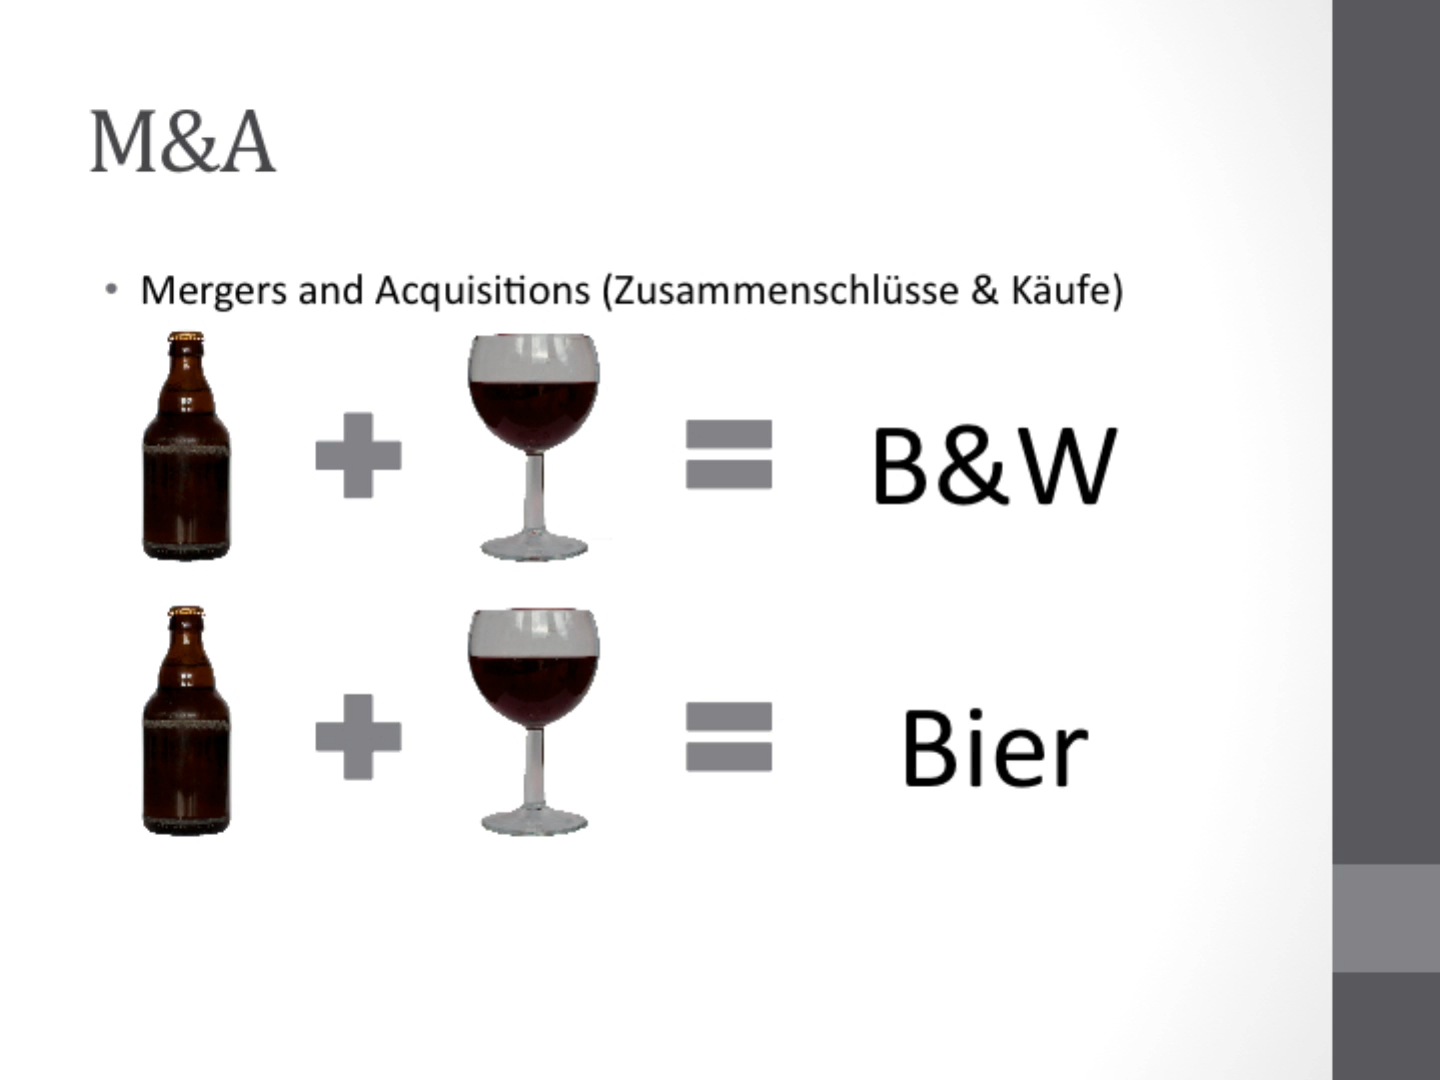 M&A
• Mergers and Acquisitions (Zusammenschlüsse & Käufe)
B&W
Bier